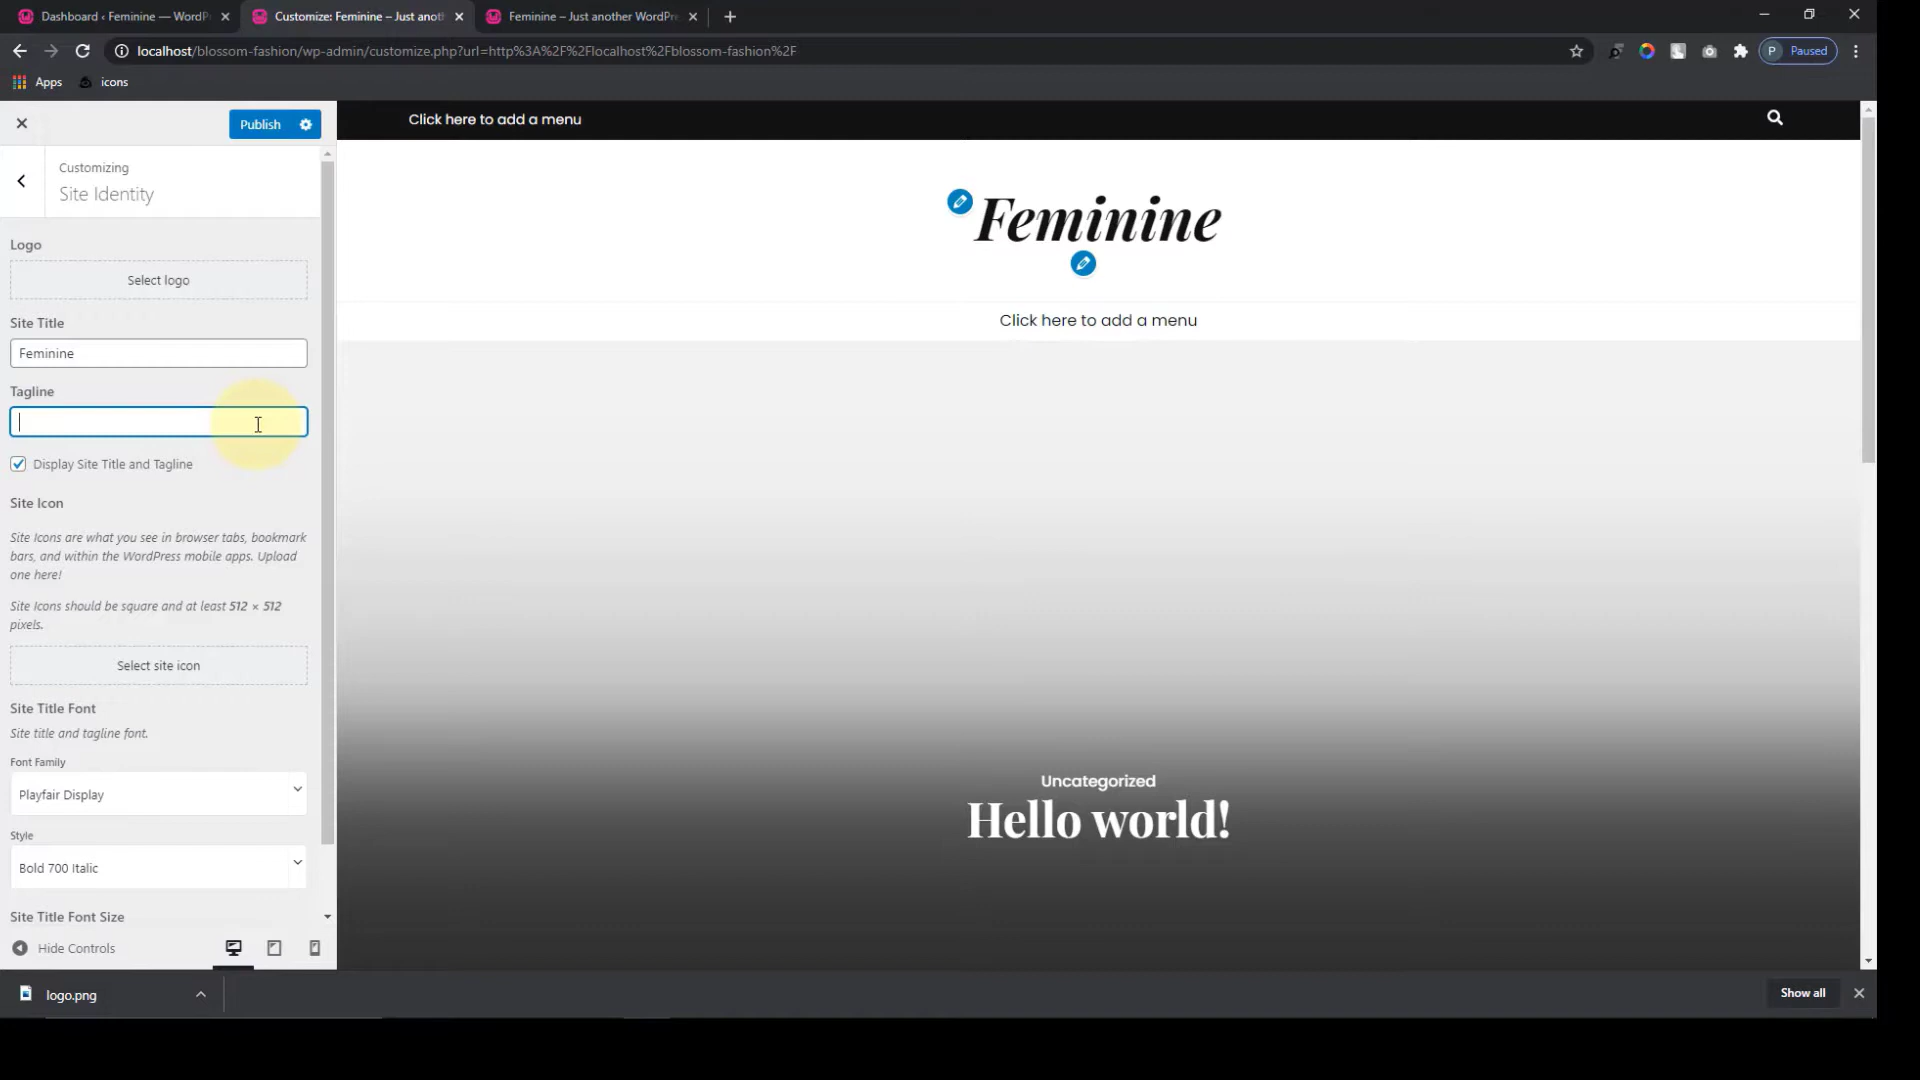 Dashboard ‹ Feminine — WordP
Customize: Feminine – Just anot
Feminine – Just another WordPre
localhost/blossom-fashion/wp-admin/customize.php?url=http%3A%2F%2Flocalhost%2Fblossom-fashion%2F
P Paused
Apps
icons
Publish
Customizing
Site Identity
Logo
Select logo
Site Title
Feminine
Tagline
Display Site Title and Tagline
Site Icon
Site Icons are what you see in browser tabs, bookmark
bars, and within the WordPress mobile apps. Upload
one here!
Site Icons should be square and at least 512 × 512
pixels.
Select site icon
Site Title Font
Site title and tagline font.
Font Family
Playfair Display
Style
Bold 700 Italic
Site Title Font Size
Hide Controls
Click here to add a menu
Feminine
Click here to add a menu
Uncategorized
Hello world!
logo.png
Show all